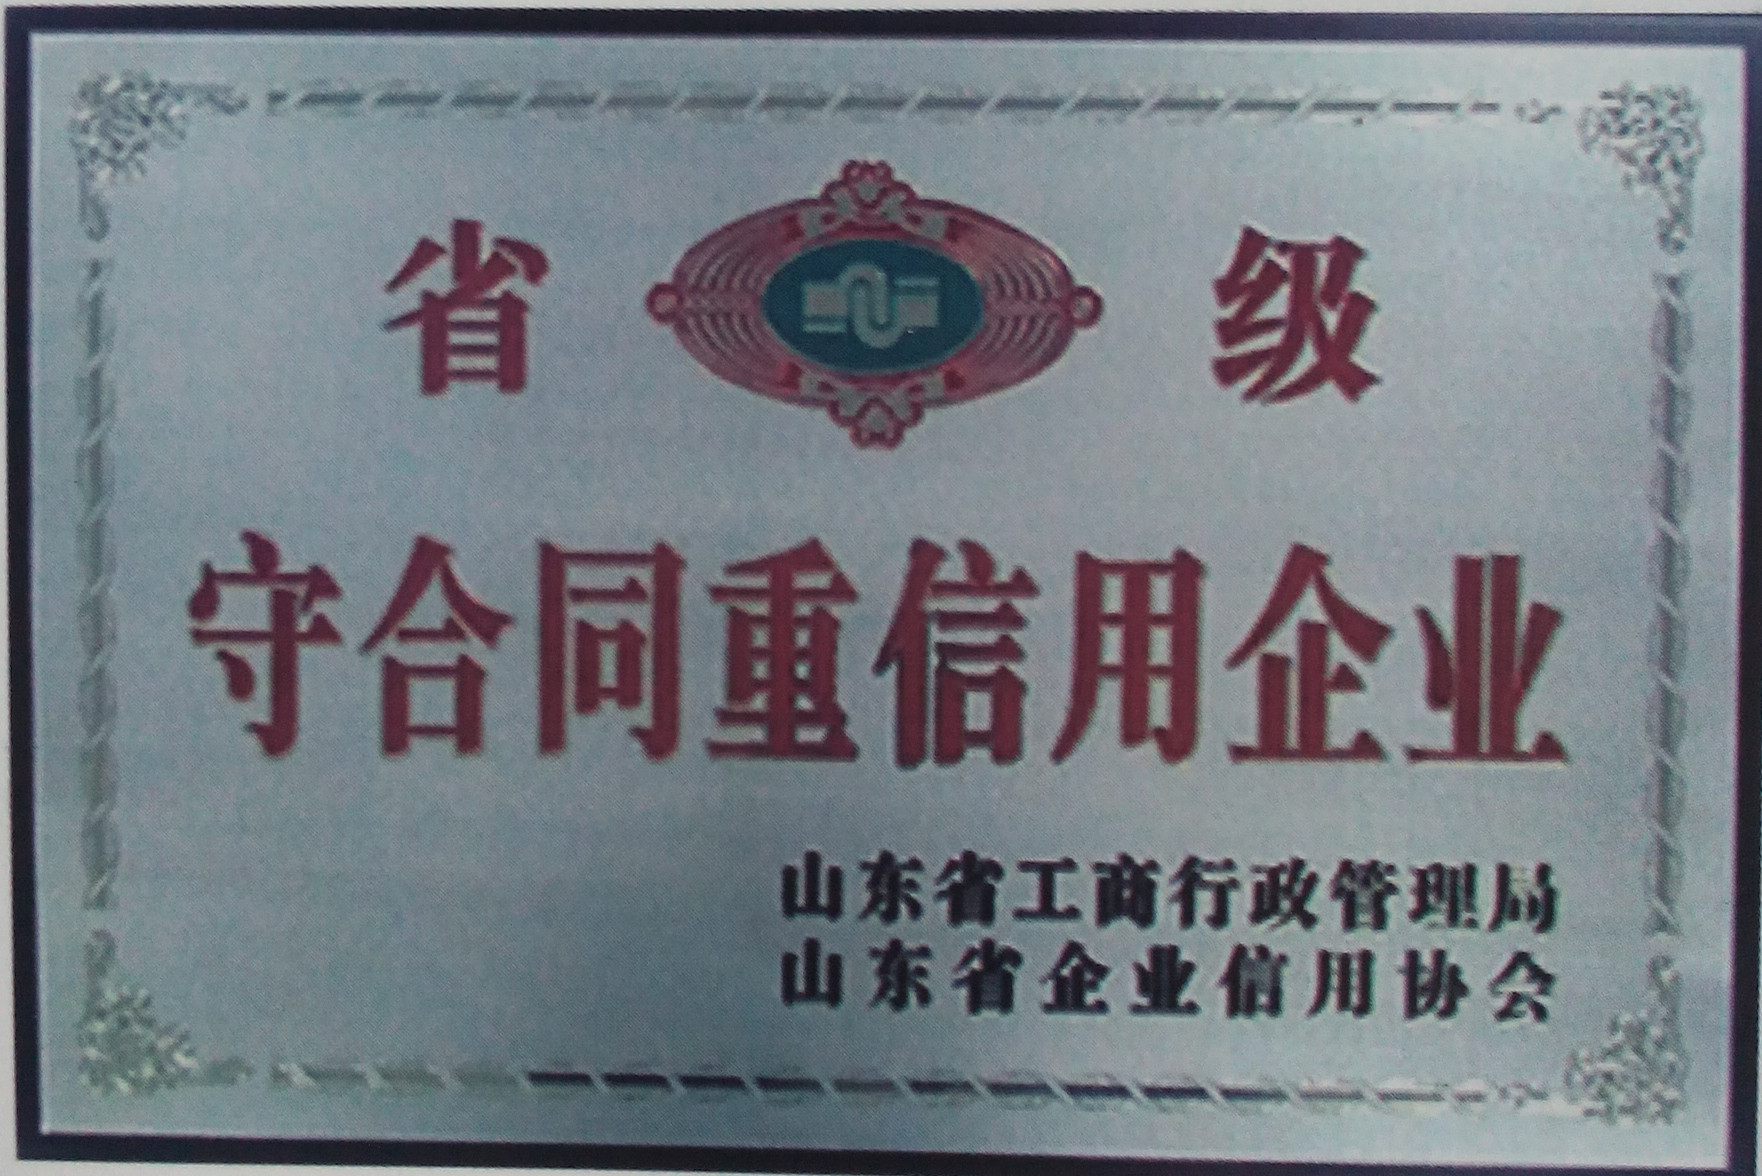 省级
守合同重信用企业
山东省工商行政管理局
山东省企业信用协会